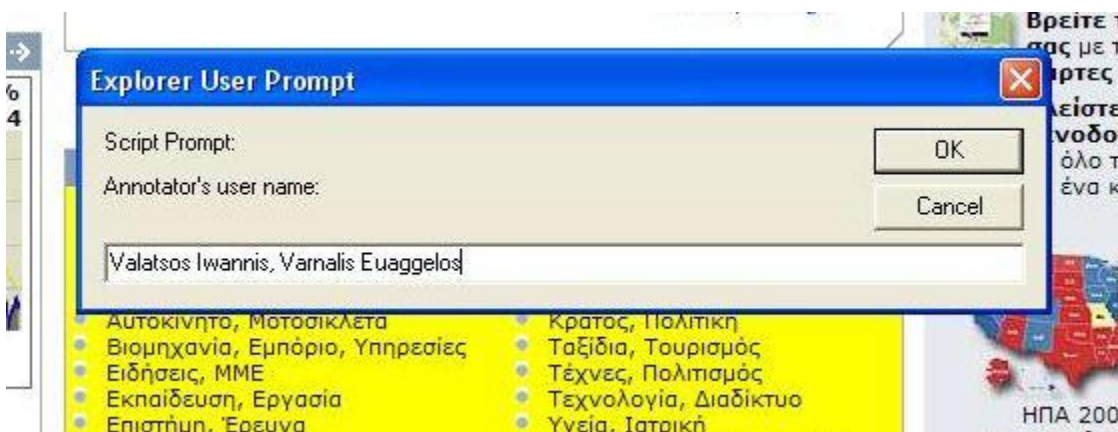 Βρείτε
σας με
Explorer User Prompt
%
4
Script Prompt:
OK
όλο
Annotator's user name:
ένα
Cancel
Valatsos Iwannis, Varnalis Euaggelos
Αυτοκίνητο, Μοτοσικλέτα
Κράτος, Πολιτική
Βιομηχανία, Εμπόριο, Υπηρεσίες
Ταξίδια, Τουρισμός
Ειδήσεις, ΜΜΕ
Τέχνες, Πολιτισμός
Εκπαίδευση, Εργασία
Τεχνολογία, Διαδίκτυο
Επιστήμη, Έρευνα
Υγεία, Ιατρική
ΗΠΑ 200